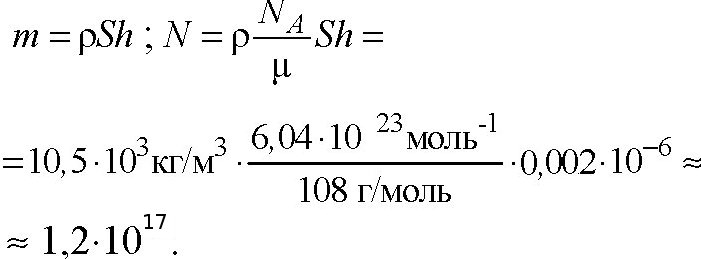 m = ρSh ; N = ρ N_A/μ Sh =
= 10,5·10³кг/м³ · 6,04·10 ²³моль⁻¹/108 г/моль · 0,002·10⁻⁶ ≈
≈ 1,2·10¹⁷.